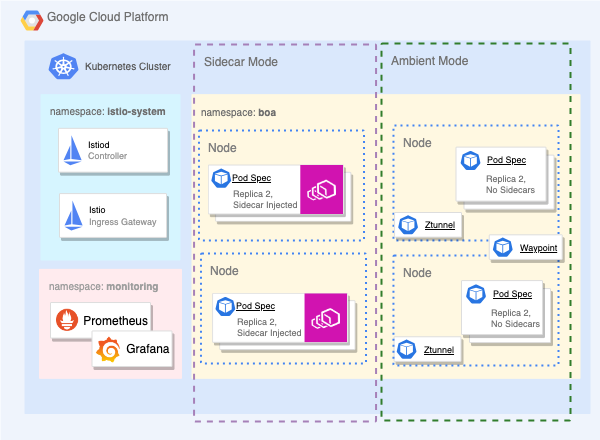 Google Cloud Platform
Kubernetes Cluster
Sidecar Mode
Ambient Mode
namespace: istio-system
Istiod
Controller
Istio
Ingress Gateway
namespace: monitoring
Prometheus
Grafana
namespace: boa
Node
Pod Spec
Replica 2,
Sidecar Injected
Node
Pod Spec
Replica 2,
Sidecar Injected
Node
Pod Spec
Replica 2,
No Sidecars
Ztunnel
Waypoint
Node
Pod Spec
Replica 2,
No Sidecars
Ztunnel